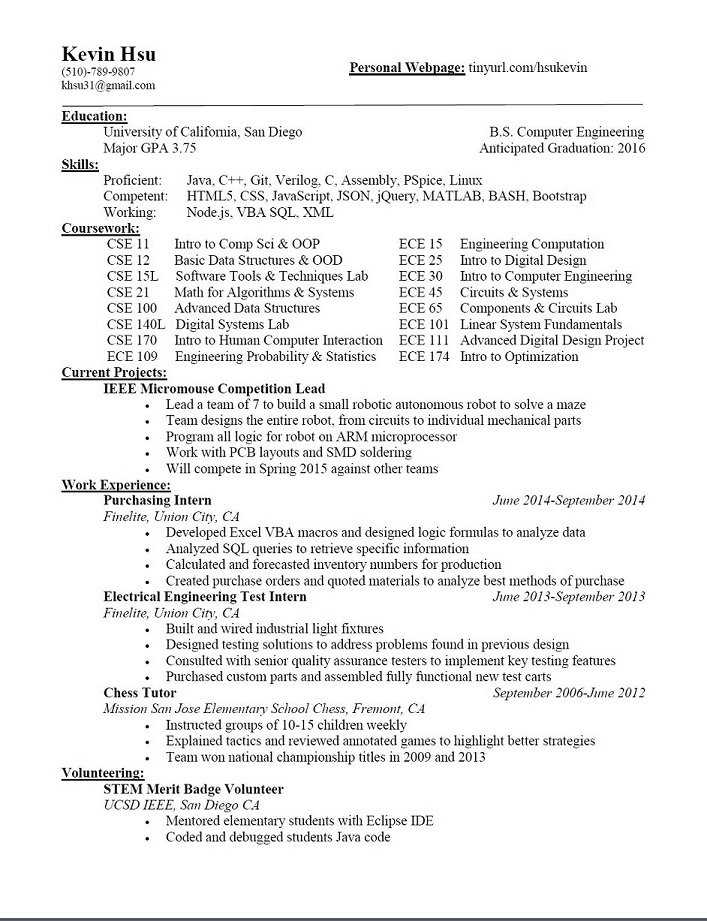 Kevin Hsu
(510)-789-9807
khsu31@gmail.com
Personal Webpage: tinyurl.com/hsukevin
Education:
University of California, San Diego B.S. Computer Engineering
Major GPA 3.75 Anticipated Graduation: 2016
Skills:
Proficient: Java, C++, Git, Verilog, C, Assembly, PSpice, Linux
Competent: HTML5, CSS, JavaScript, JSON, jQuery, MATLAB, BASH, Bootstrap
Working: Node.js, VBA SQL, XML
Coursework:
CSE 11 Intro to Comp Sci & OOP ECE 15 Engineering Computation
CSE 12 Basic Data Structures & OOD ECE 25 Intro to Digital Design
CSE 15L Software Tools & Techniques Lab ECE 30 Intro to Computer Engineering
CSE 21 Math for Algorithms & Systems ECE 45 Circuits & Systems
CSE 100 Advanced Data Structures ECE 65 Components & Circuits Lab
CSE 140L Digital Systems Lab ECE 101 Linear System Fundamentals
CSE 170 Intro to Human Computer Interaction ECE 111 Advanced Digital Design Project
ECE 109 Engineering Probability & Statistics ECE 174 Intro to Optimization
Current Projects:
IEEE Micromouse Competition Lead
• Lead a team of 7 to build a small robotic autonomous robot to solve a maze
• Team designs the entire robot, from circuits to individual mechanical parts
• Program all logic for robot on ARM microprocessor
• Work with PCB layouts and SMD soldering
• Will compete in Spring 2015 against other teams
Work Experience:
Purchasing Intern June 2014-September 2014
Finelite, Union City, CA
• Developed Excel VBA macros and designed logic formulas to analyze data
• Analyzed SQL queries to retrieve specific information
• Calculated and forecasted inventory numbers for production
• Created purchase orders and quoted materials to analyze best methods of purchase
Electrical Engineering Test Intern June 2013-September 2013
Finelite, Union City, CA
• Built and wired industrial light fixtures
• Designed testing solutions to address problems found in previous design
• Consulted with senior quality assurance testers to implement key testing features
• Purchased custom parts and assembled fully functional new test carts
Chess Tutor September 2006-June 2012
Mission San Jose Elementary School Chess, Fremont, CA
• Instructed groups of 10-15 children weekly
• Explained tactics and reviewed annotated games to highlight better strategies
• Team won national championship titles in 2009 and 2013
Volunteering:
STEM Merit Badge Volunteer
UCSD IEEE, San Diego CA
• Mentored elementary students with Eclipse IDE
• Coded and debugged students Java code